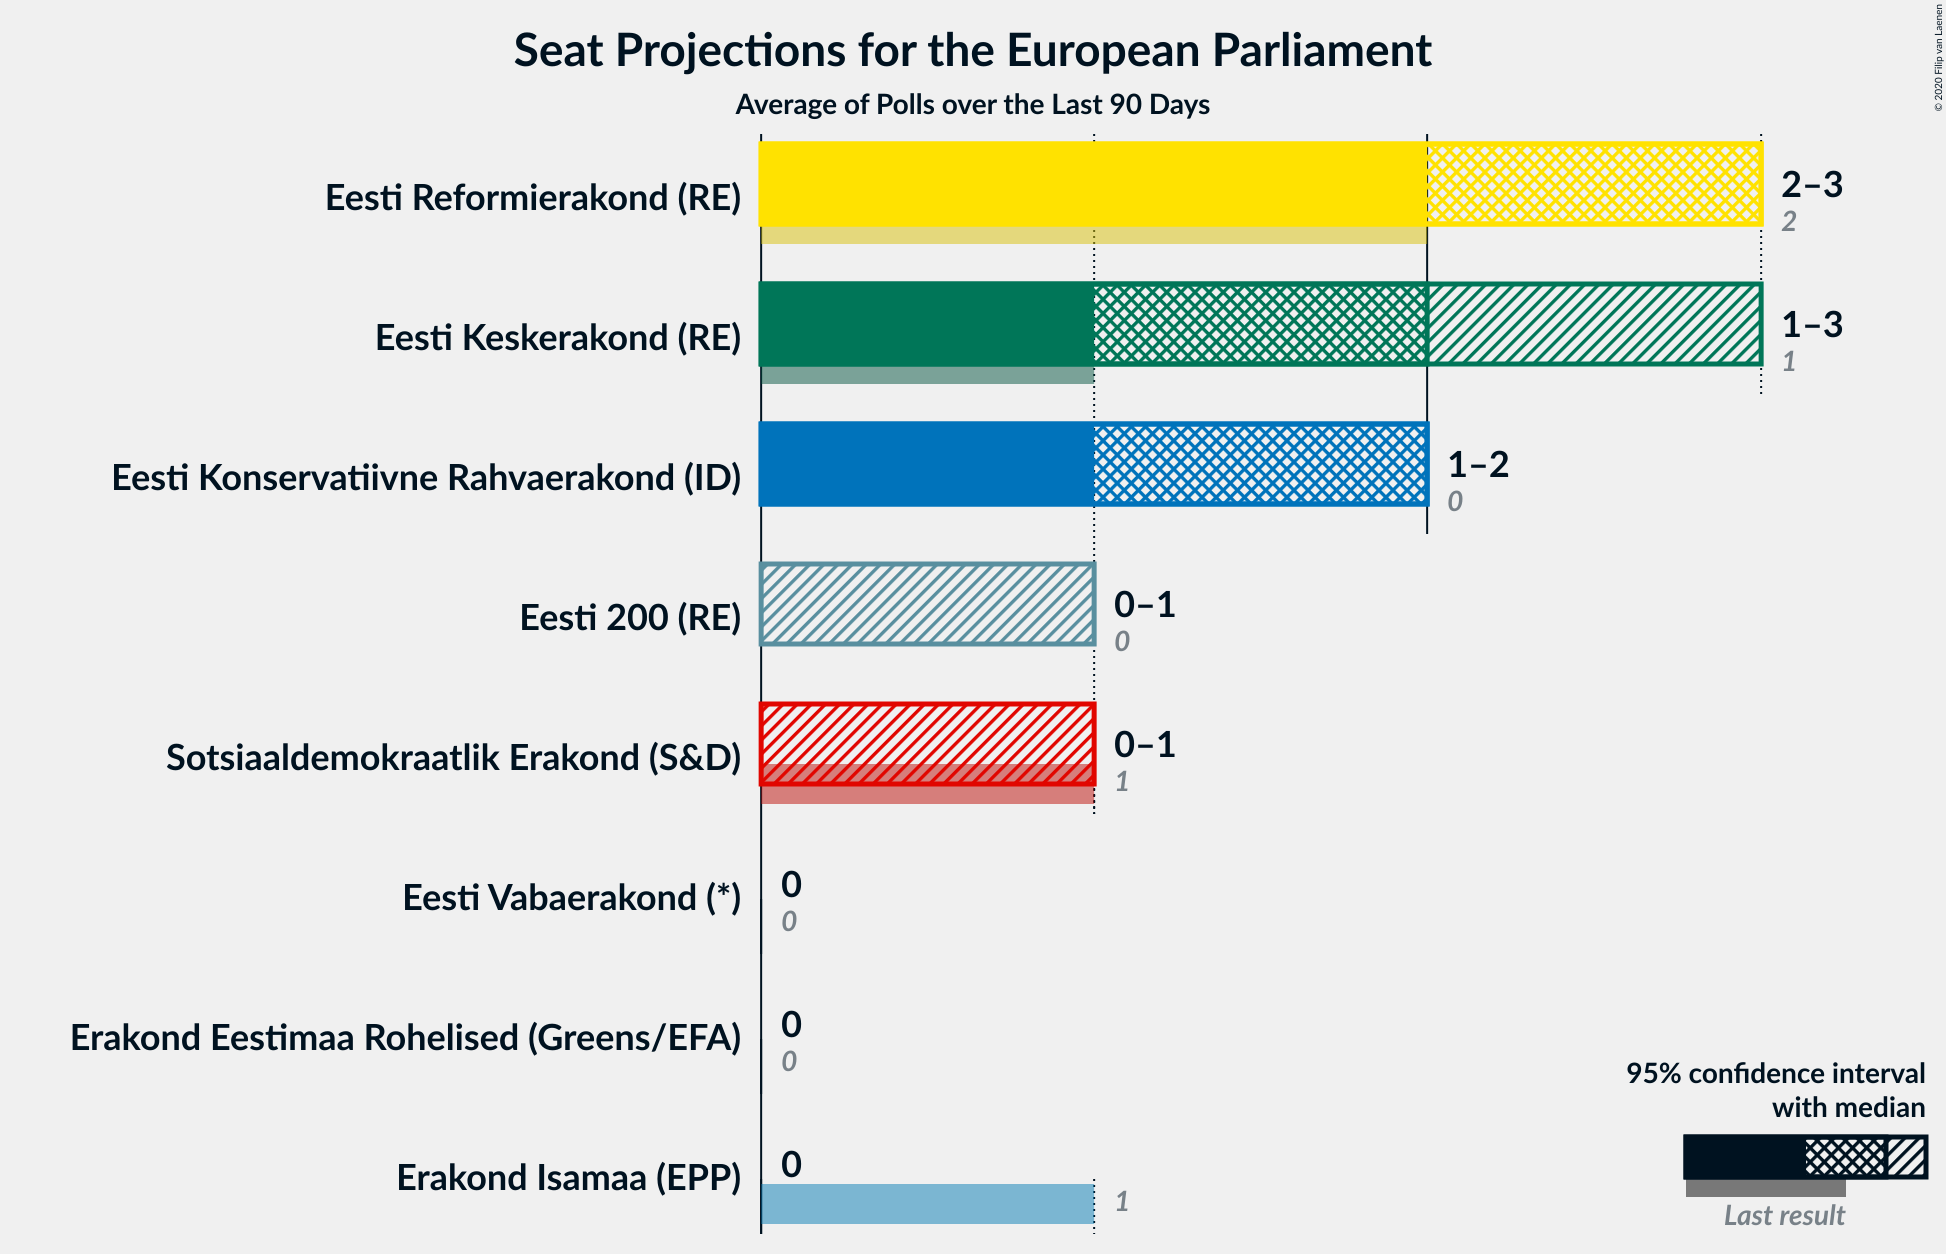 Seat Projections for the European Parliament
Average of Polls over the Last 90 Days
© 2020 Filip van Laenen
Eesti Reformierakond (RE)
2–3
2
Eesti Keskerakond (RE)
1–3
1
Eesti Konservatiivne Rahvaerakond (ID)
1–2
0
Eesti 200 (RE)
0–1
0
Sotsiaaldemokraatlik Erakond (S&D)
0–1
1
Eesti Vabaerakond (*)
0
0
Erakond Eestimaa Rohelised (Greens/EFA)
0
0
Erakond Isamaa (EPP)
0
1
95% confidence interval
with median
Last result